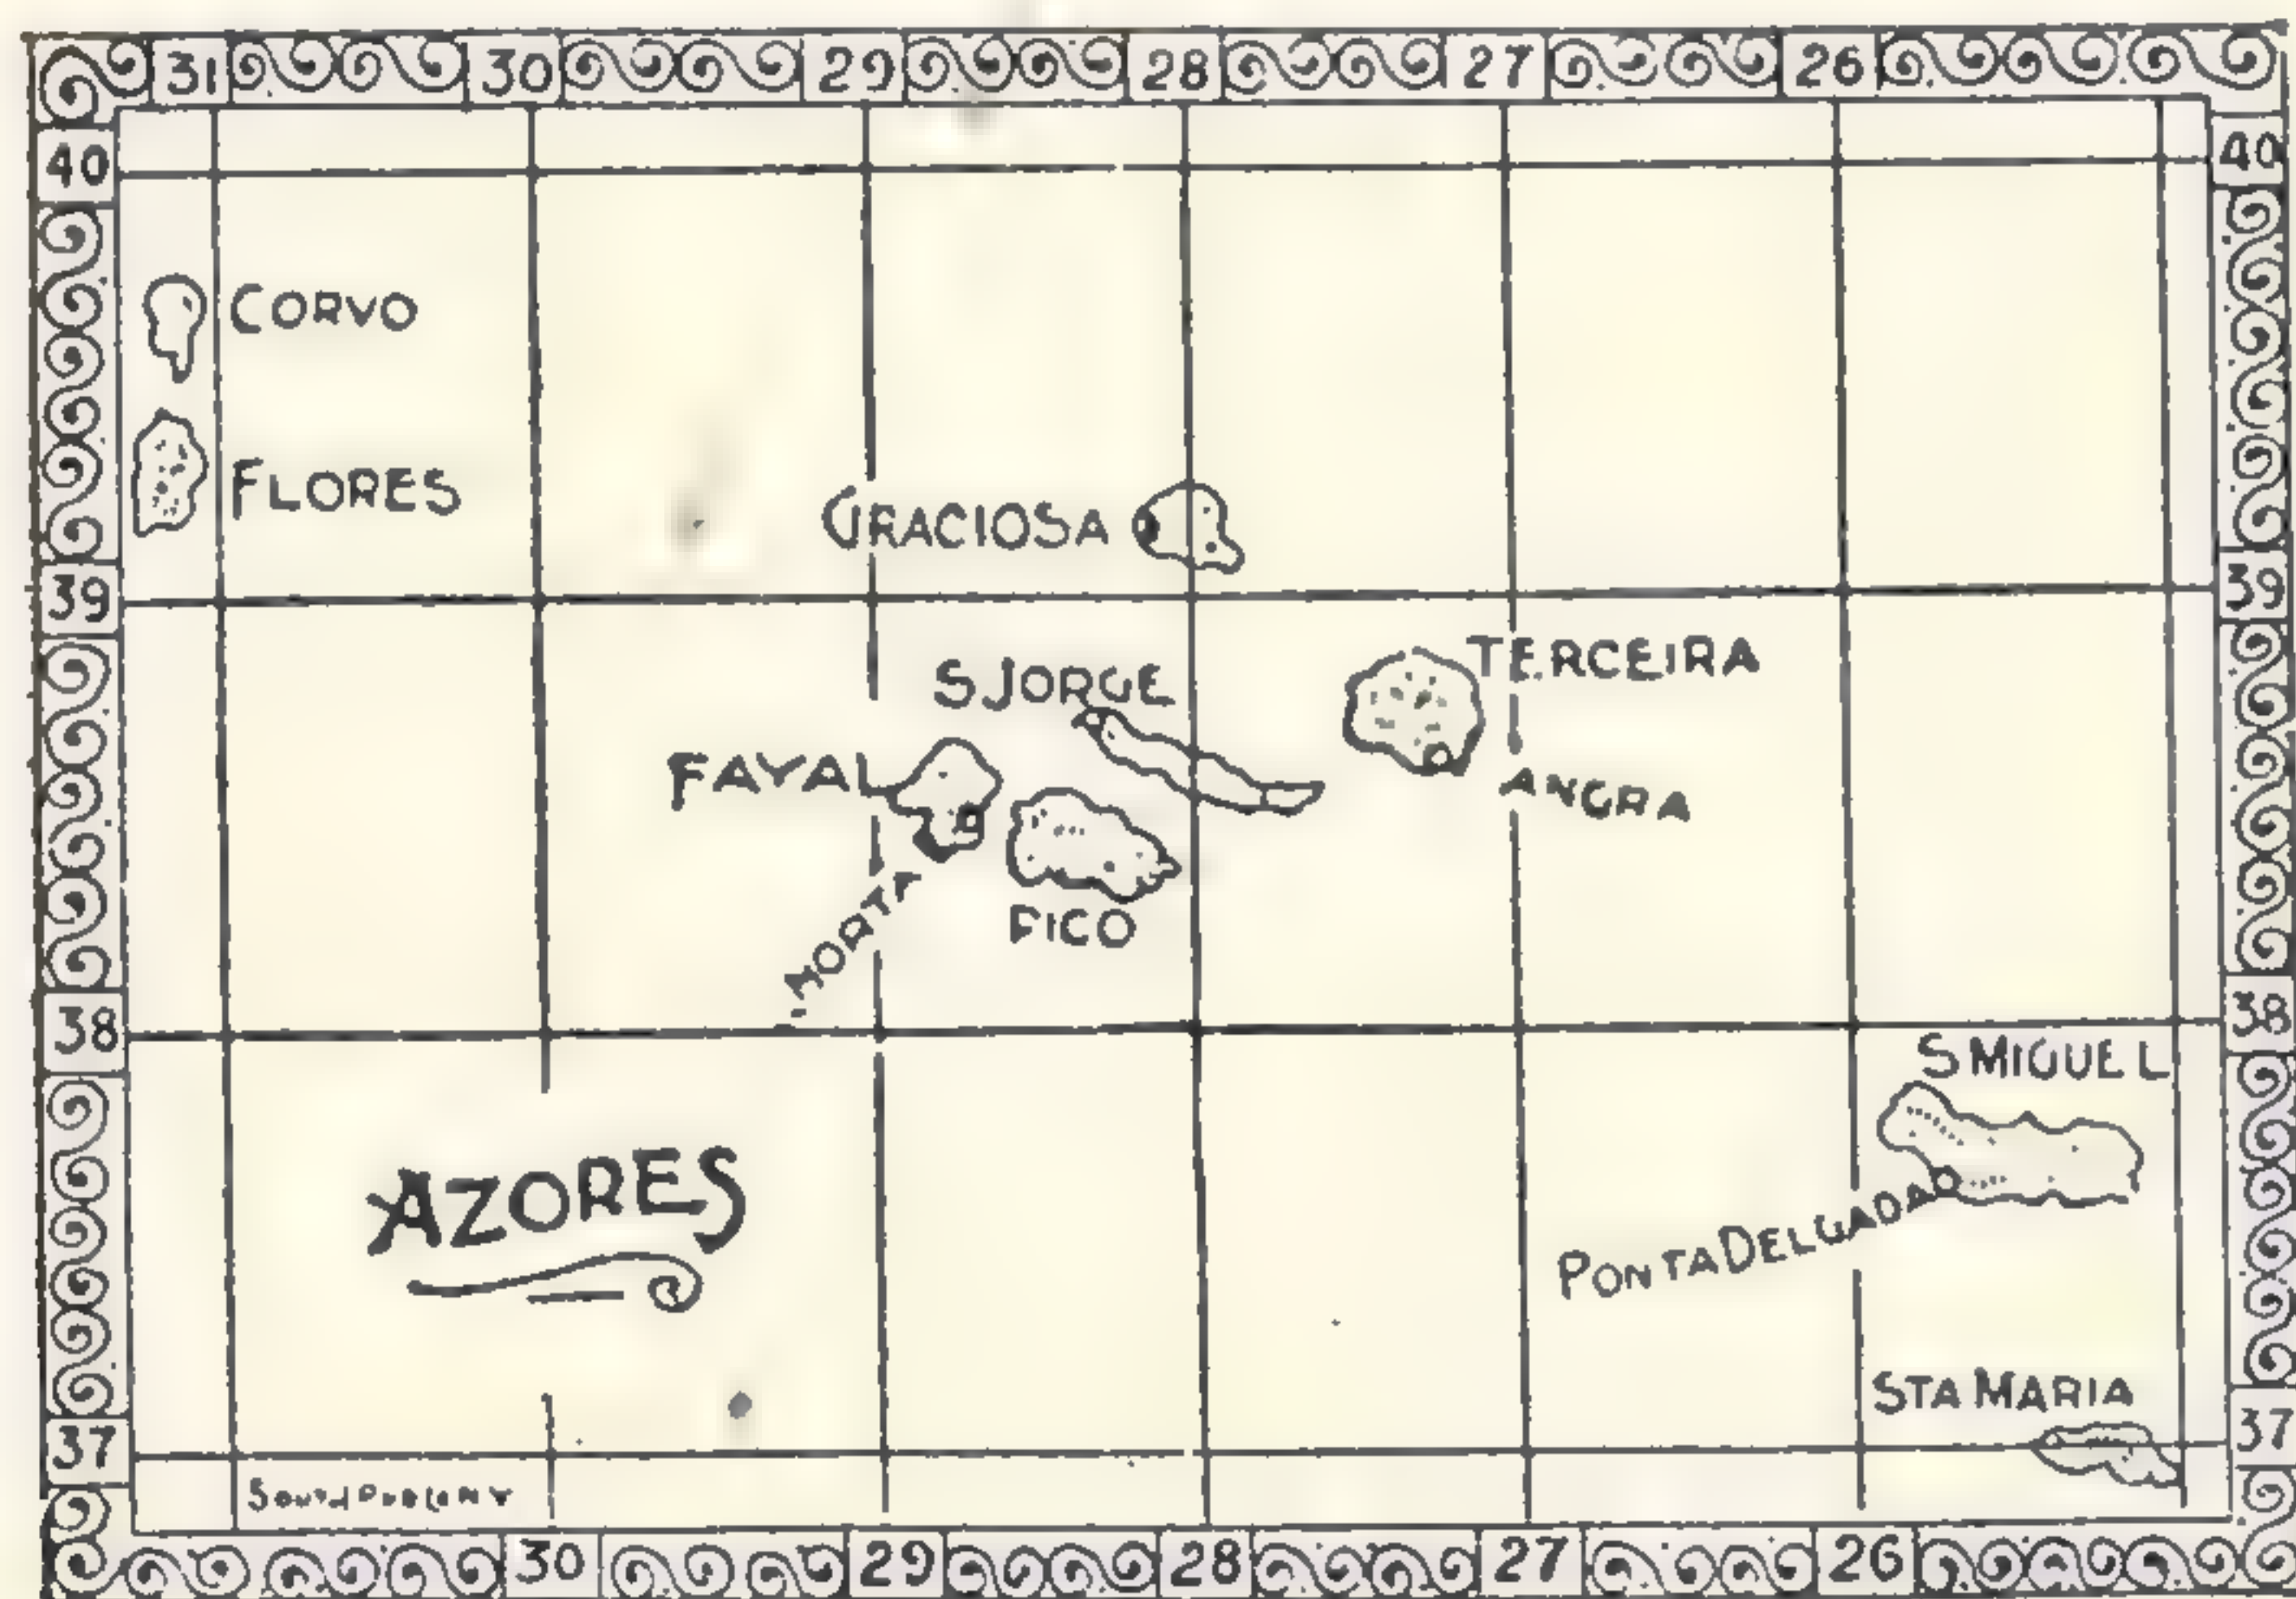 31 30 29 28 27 26
40 40
CORVO
FLORES
GRACIOSA
39 39
TERCEIRA
S JORGE
FAYAL
ANGRA
HORTA
PICO
38 38
S MIGUEL
AZORES
PONTA DELGADA
STA MARIA
37 37
30 29 28 27 26